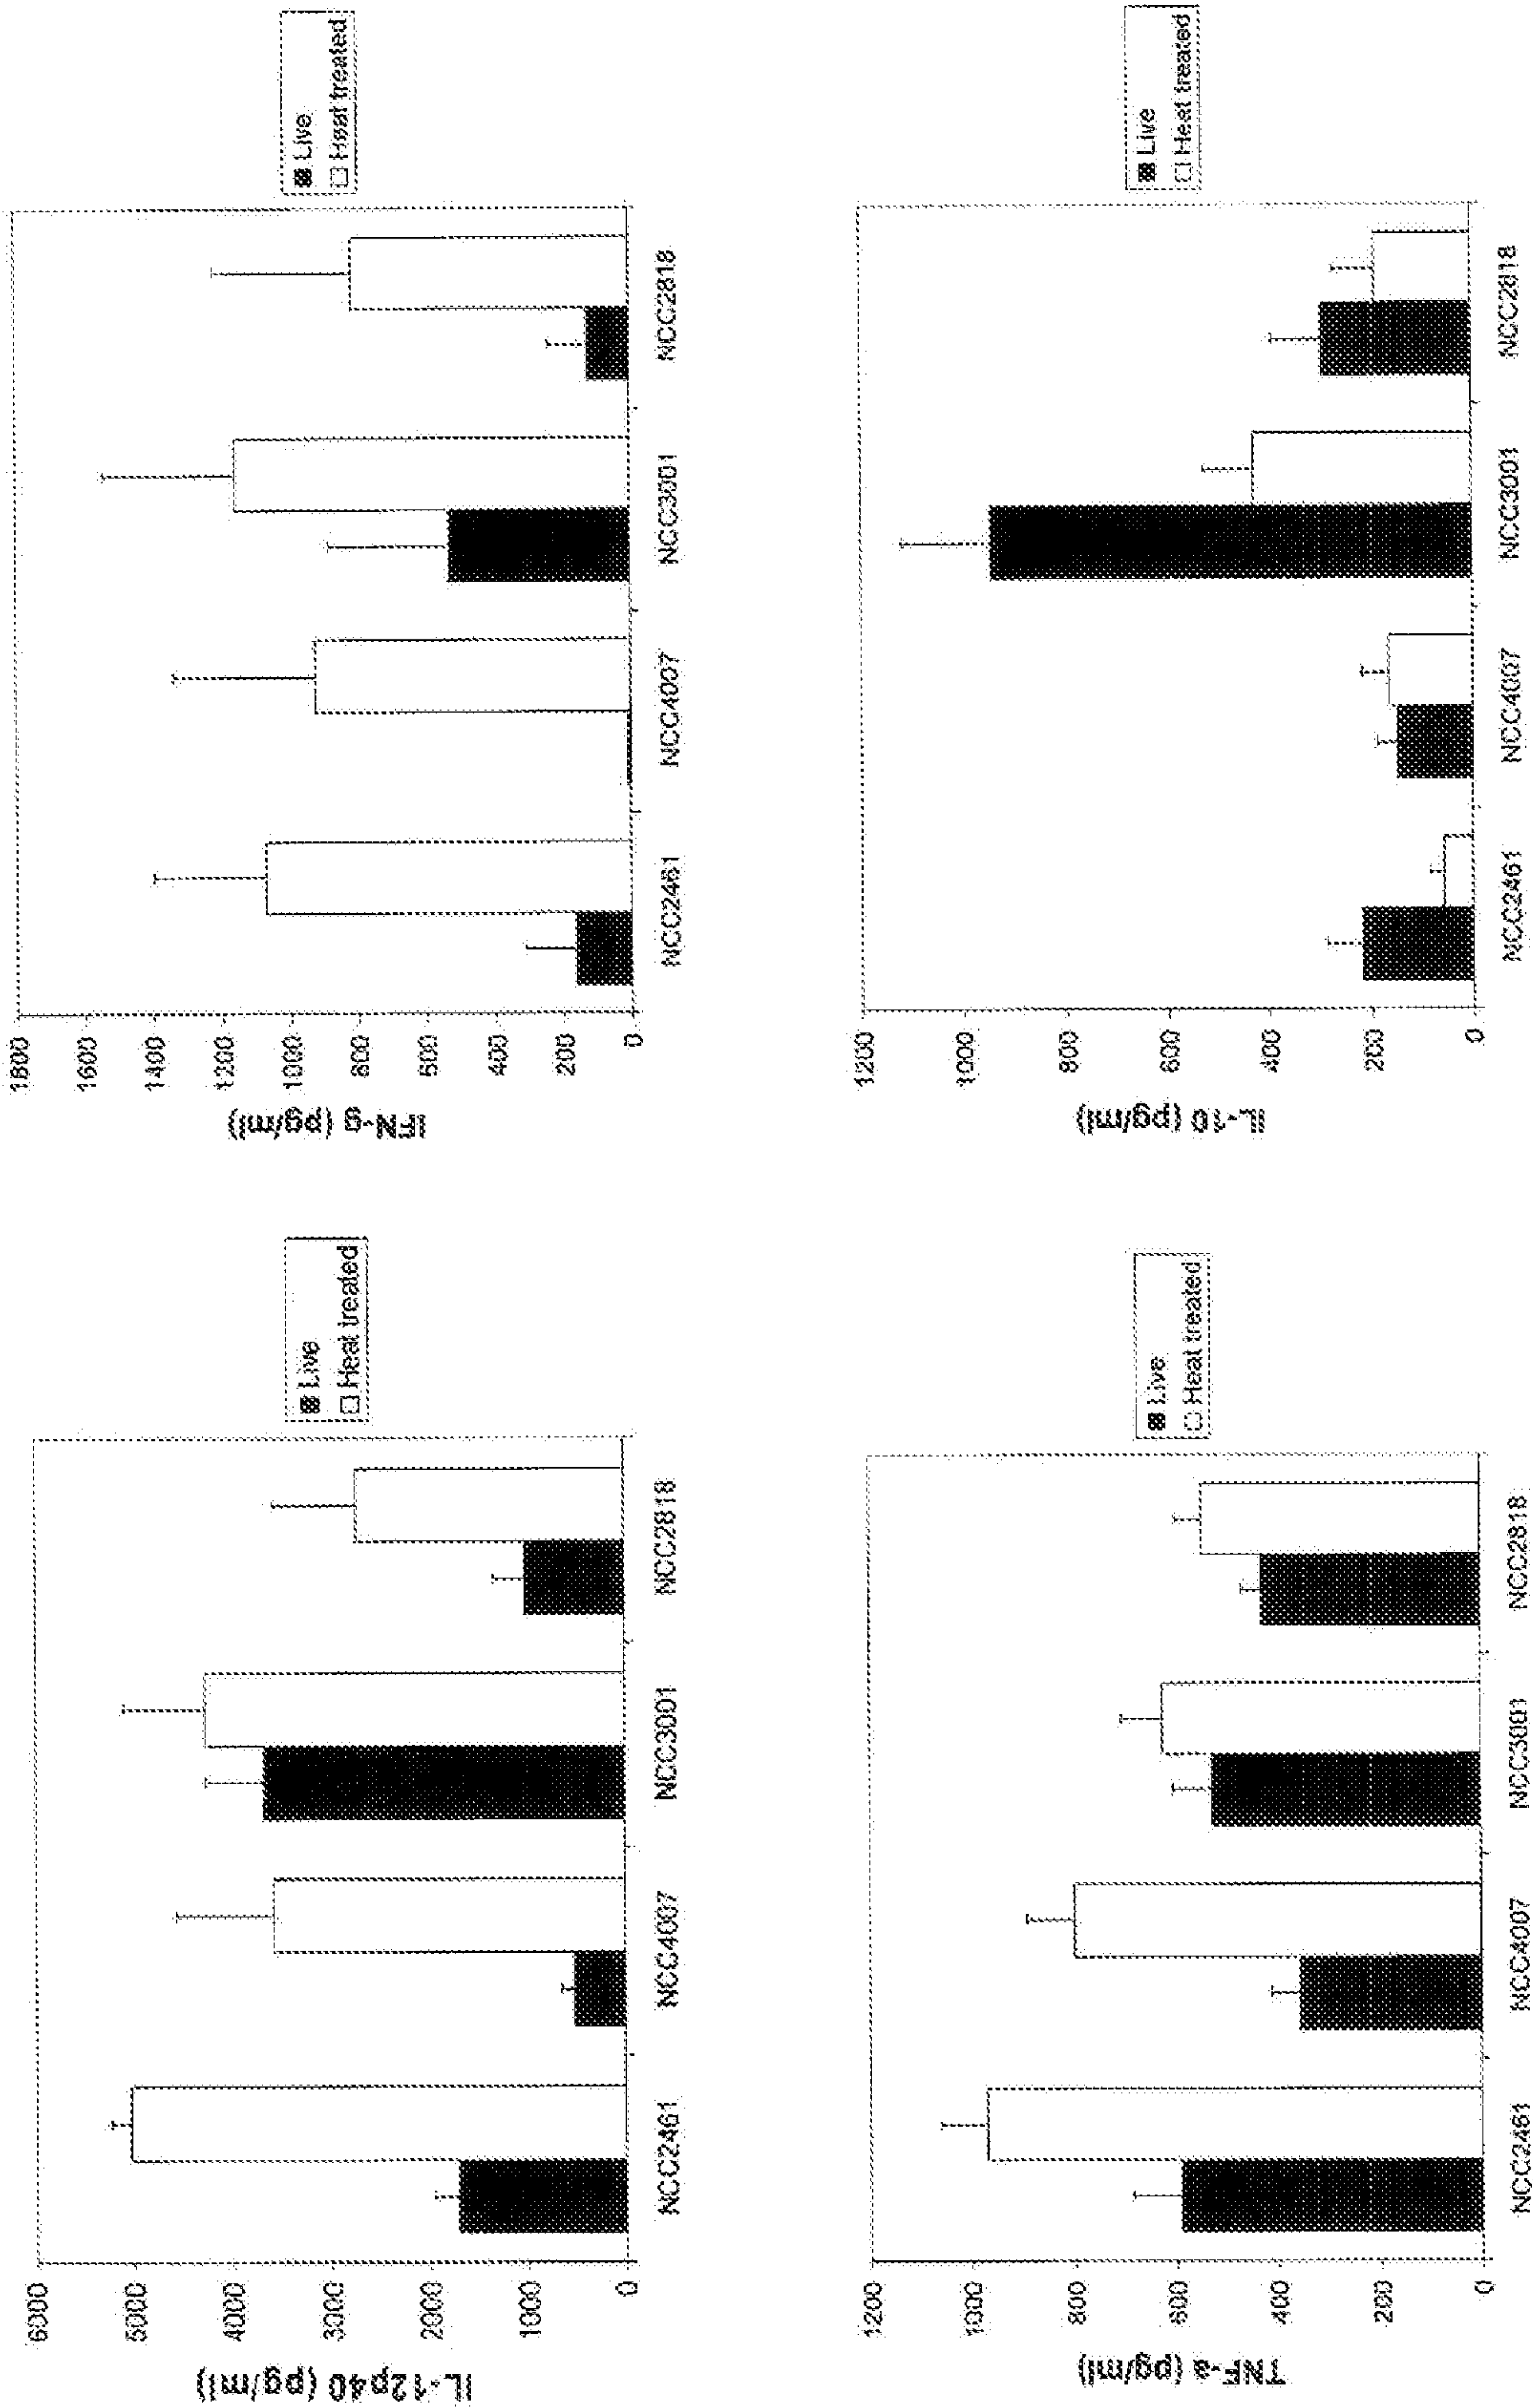 IL-12p40 (pg/ml)
6000
5000
4000
3000
2000
1000
0
NCC2461
NCC4007
NCC3001
NCC2818
Live
Heat treated
IFN-g (pg/ml)
1800
1600
1400
1200
1000
800
600
400
200
0
NCC2461
NCC4007
NCC3001
NCC2818
Live
Heat treated
TNF-a (pg/ml)
1200
1000
800
600
400
200
0
NCC2461
NCC4007
NCC3001
NCC2818
Live
Heat treated
IL-10 (pg/ml)
1200
1000
800
600
400
200
0
NCC2461
NCC4007
NCC3001
NCC2818
Live
Heat treated